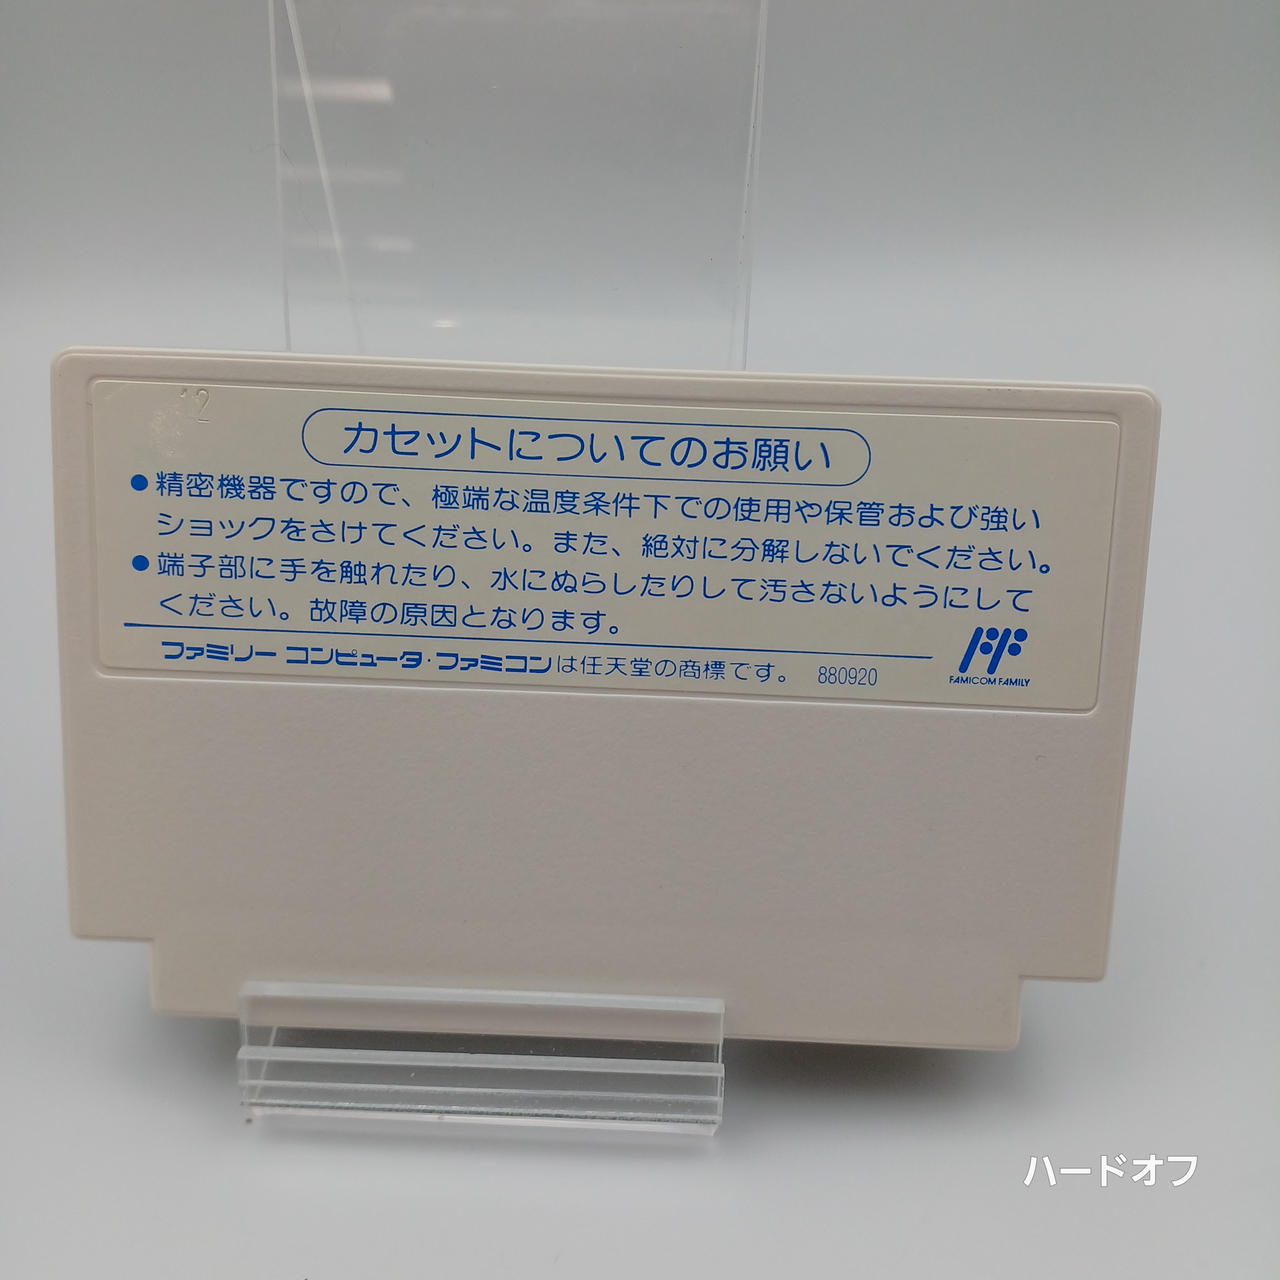 '2
カセットについてのお願い
●精密機器ですので、極端な温度条件下での使用や保管および強い
ショックをさけてください。また、絶対に分解しないでください。
●端子部に手を触れたり、水にぬらしたりして汚さないようにして
ください。故障の原因となります。
ファミリー コンピュータ・ファミコンは任天堂の商標です。 880920
FAMICOM FAMILY
ハードオフ